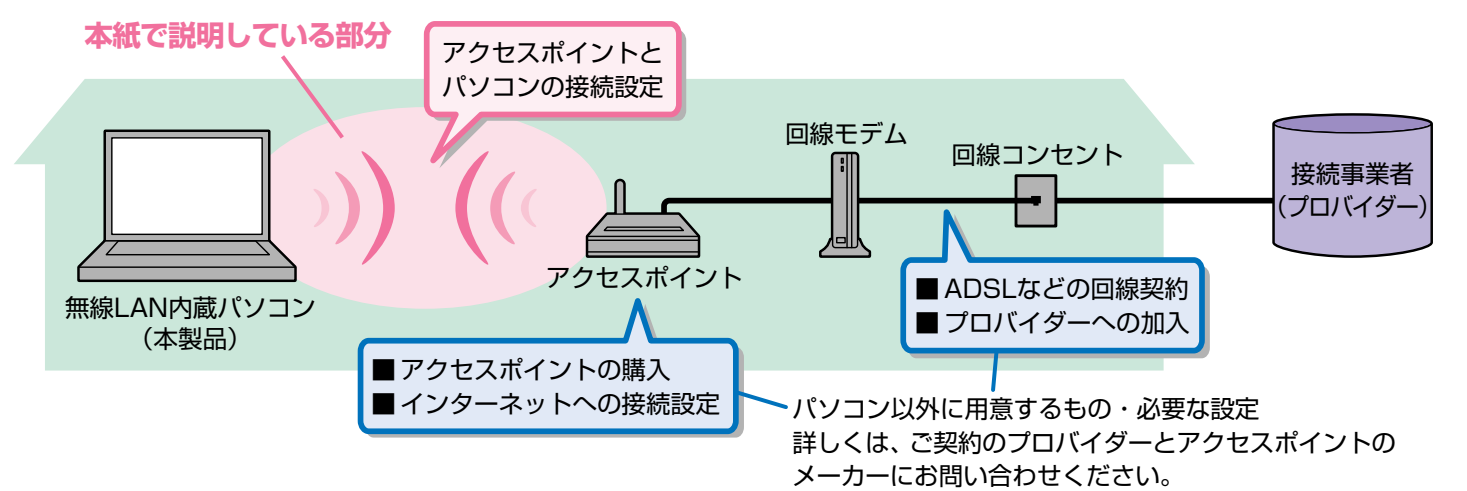 本紙で説明している部分
アクセスポイントと
パソコンの接続設定
回線モデム
回線コンセント
接続事業者
(プロバイダー)
アクセスポイント
無線LAN内蔵パソコン
(本製品)
■ ADSLなどの回線契約
■ プロバイダーへの加入
■ アクセスポイントの購入
■ インターネットへの接続設定
パソコン以外に用意するもの・必要な設定
詳しくは、ご契約のプロバイダーとアクセスポイントの
メーカーにお問い合わせください。